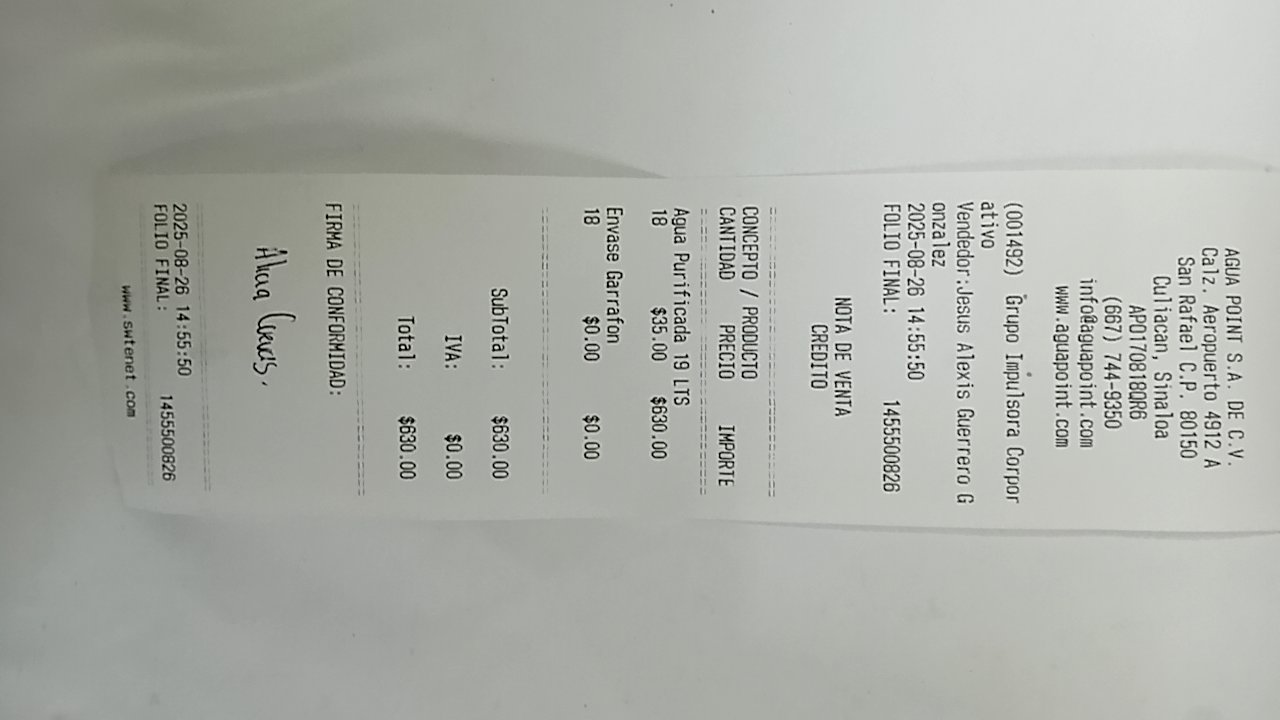 AGUA POINT S.A. DE C.V.
Calz. Aeropuerto 4912 A
San Rafael C.P. 80150
Culiacan, Sinaloa
APO170818QR6
(667) 744-9350
info@aguapoint.com
www.aguapoint.com
(001492) Grupo Impulsora Corpor
ativo
Vendedor:Jesus Alexis Guerrero G
onzalez
2025-08-26 14:55:50
FOLIO FINAL: 1455500826
NOTA DE VENTA
CREDITO
CONCEPTO / PRODUCTO
CANTIDAD PRECIO IMPORTE
Agua Purificada 19 LTS
18 $35.00 $630.00
Envase Garrafon
18 $0.00 $0.00
SubTotal: $630.00
IVA: $0.00
Total: $630.00
FIRMA DE CONFORMIDAD:
2025-08-26 14:55:50
FOLIO FINAL: 1455500826
www.swtenet.com